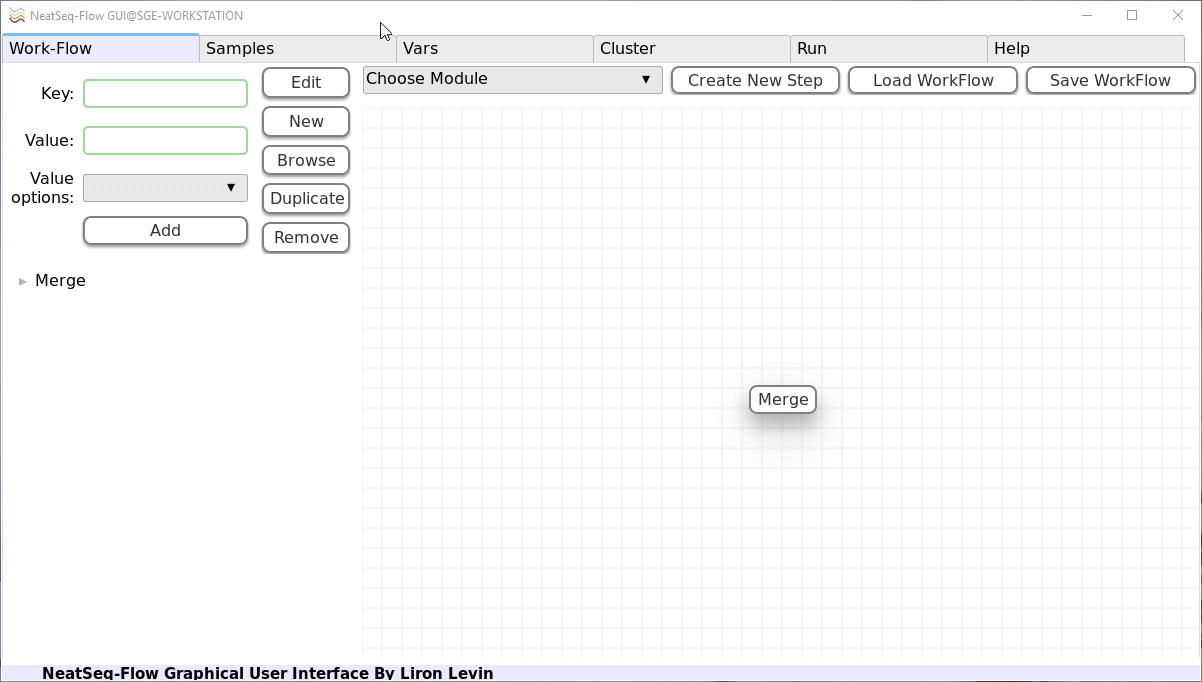 NeatSeq-Flow GUI@SGE-WORKSTATION
Work-Flow Samples Vars Cluster Run Help
Key:
Value:
Value
options:
Add
Edit
New
Browse
Duplicate
Remove
Choose Module ▼ Create New Step Load WorkFlow Save WorkFlow
Merge
Merge
NeatSeq-Flow Graphical User Interface By Liron Levin